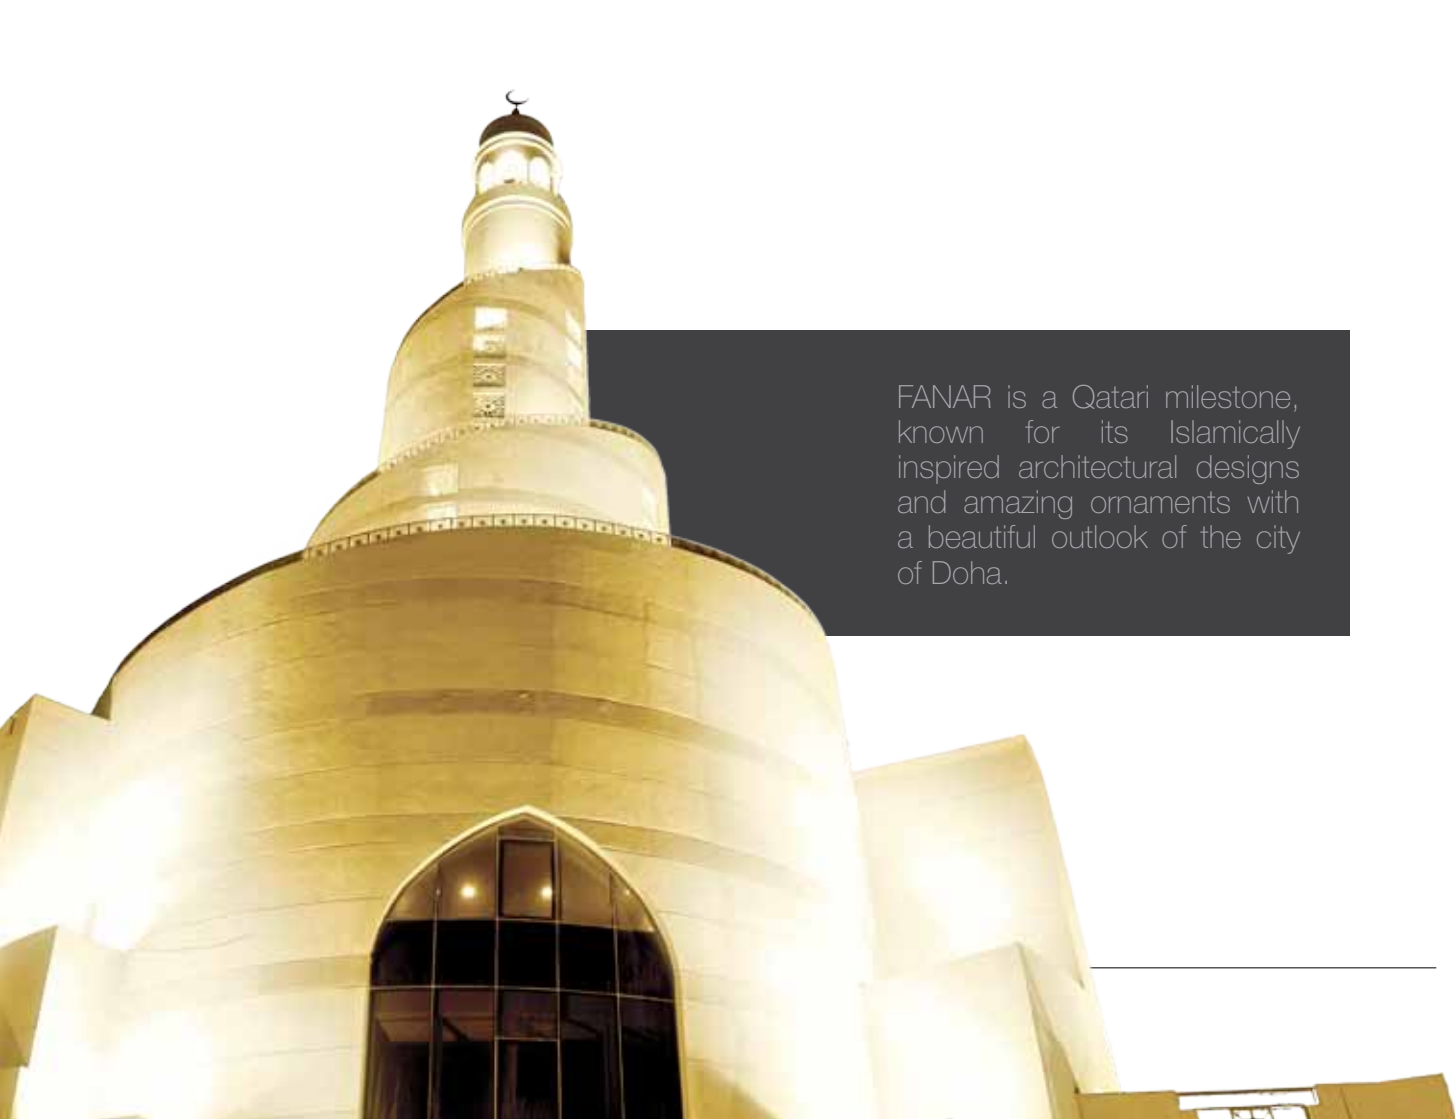 FANAR is a Qatari milestone,
known for its Islamically
inspired architectural designs
and amazing ornaments with
a beautiful outlook of the city
of Doha.